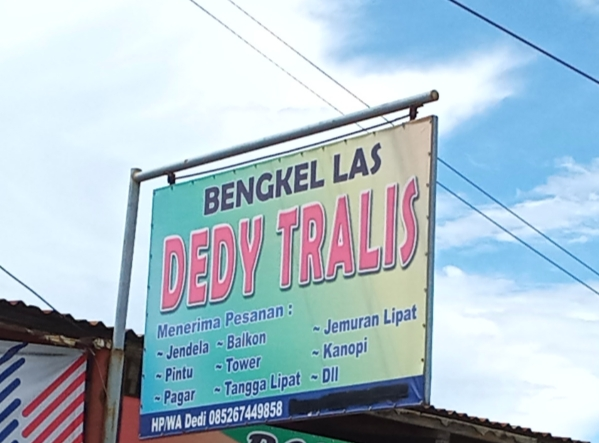 BENGKEL LAS
DEDY TRALIS
Menerima Pesanan :
~ Jendela ~ Balkon ~ Jemuran Lipat
~ Pintu ~ Tower ~ Kanopi
~ Pagar ~ Tangga Lipat ~ Dll
HP/WA Dedi 085267449858